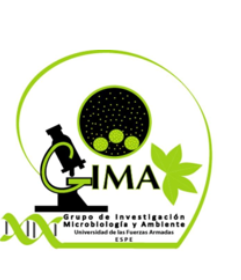 GIMA
Grupo de Investigación
Microbiología y Ambiente
Universidad de las Fuerzas Armadas
ESPE